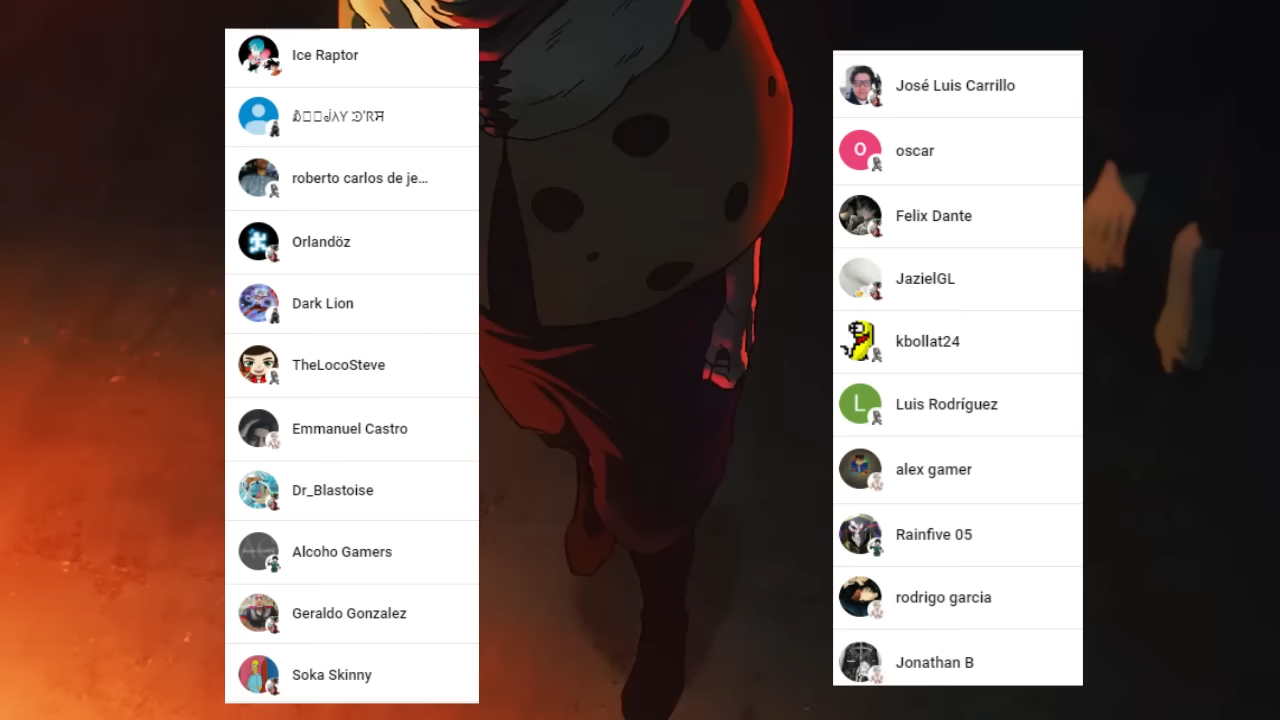 Ice Raptor
roberto carlos de je...
Orlandöz
Dark Lion
TheLocoSteve
Emmanuel Castro
Dr_Blastoise
Alcoho Gamers
Geraldo Gonzalez
Soka Skinny
José Luis Carrillo
O
oscar
Felix Dante
JazielGL
kbollat24
L
Luis Rodríguez
alex gamer
Rainfive 05
rodrigo garcia
Jonathan B